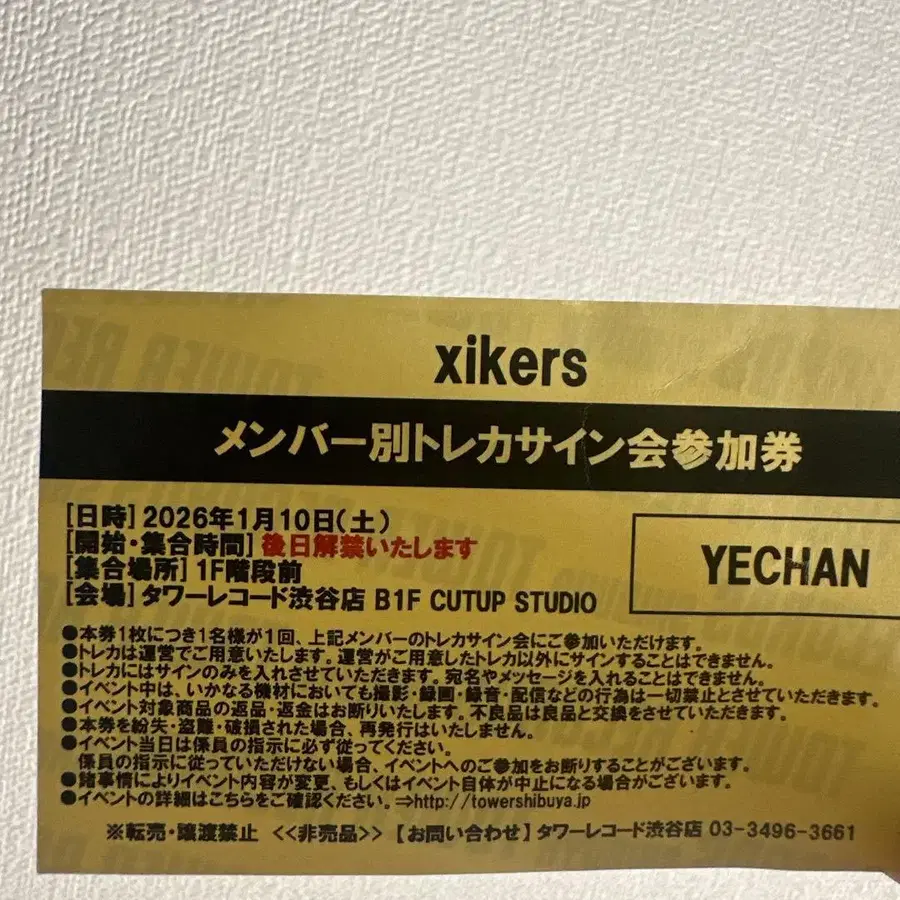 xikers
メンバー別トレカサイン会参加券
[日時] 2026年1月10日(土)
[開始・集合時間] 後日解禁いたします
[集合場所] 1F階段前
[会場] タワーレコード渋谷店 B1F CUTUP STUDIO
YECHAN
●本券1枚につき1名様が1回、上記メンバーのトレカサイン会にご参加いただけます。
●トレカは運営でご用意いたします。運営がご用意したトレカ以外にサインすることはできません。
●トレカにはサインのみを入れさせていただきます。宛名やメッセージを入れることはできません。
●イベント中は、いかなる機材においても撮影・録画・録音・配信などの行為は一切禁止とさせていただきます。
●イベント対象商品の返品・返金はお断りいたします。不良品は良品と交換をさせていただきます。
●本券を紛失・盗難・破損された場合、再発行はいたしません。
●イベント当日は係員の指示に必ず従ってください。
係員の指示に従っていただけない場合、イベントへのご参加をお断りすることがございます。
●諸事情によりイベント内容が変更、もしくはイベント自体が中止になる場合がございます。
●イベントの詳細はこちらをご確認ください。⇒http://towershibuya.jp
※転売・譲渡禁止 <<非売品>> 【お問い合わせ】タワーレコード渋谷店 03-3496-3661